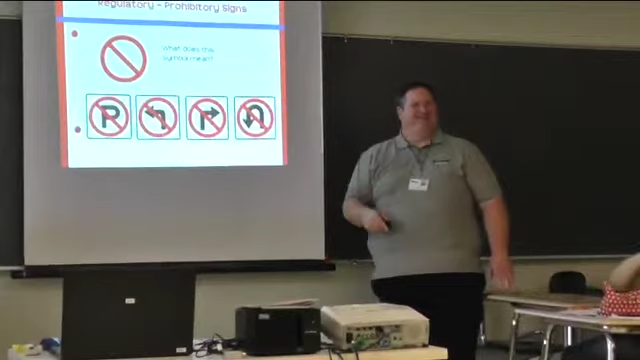 Regulatory - Prohibitory Signs
What does this
symbol mean?
P